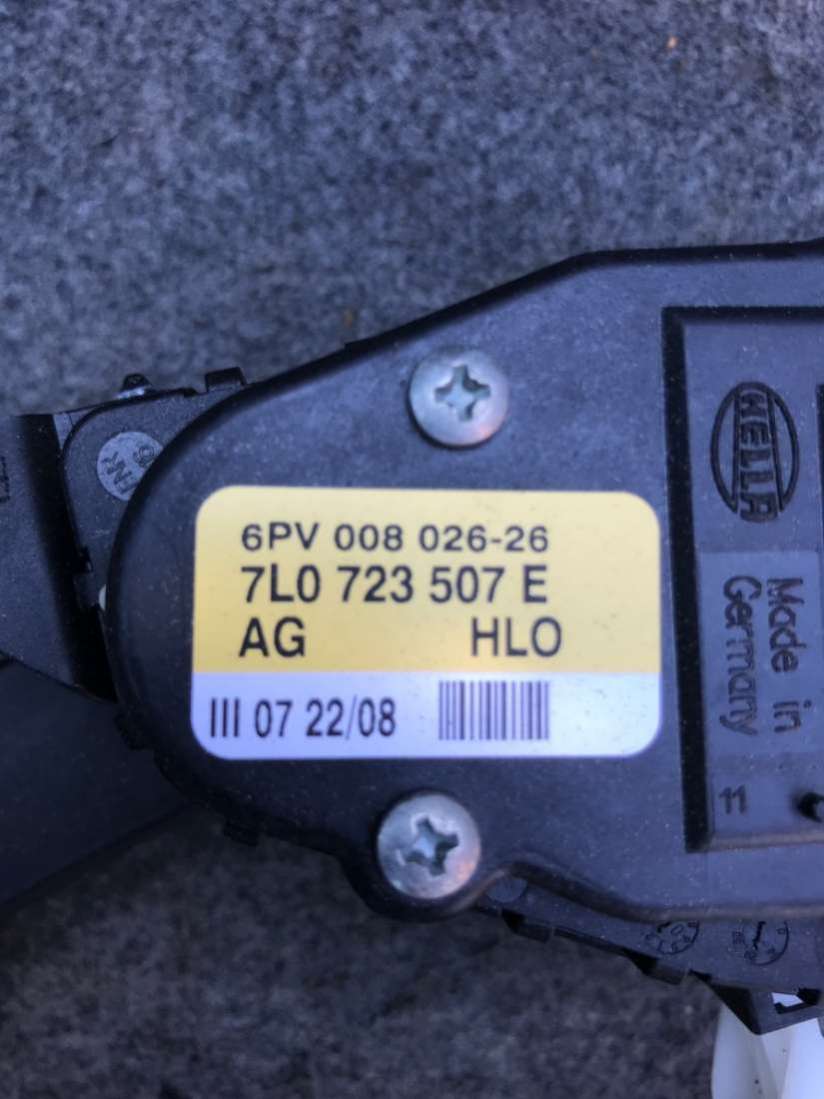 6PV 008 026-26
7L0 723 507 E
AG HLO
III 07 22/08
HELLA
Made in
Germany
11